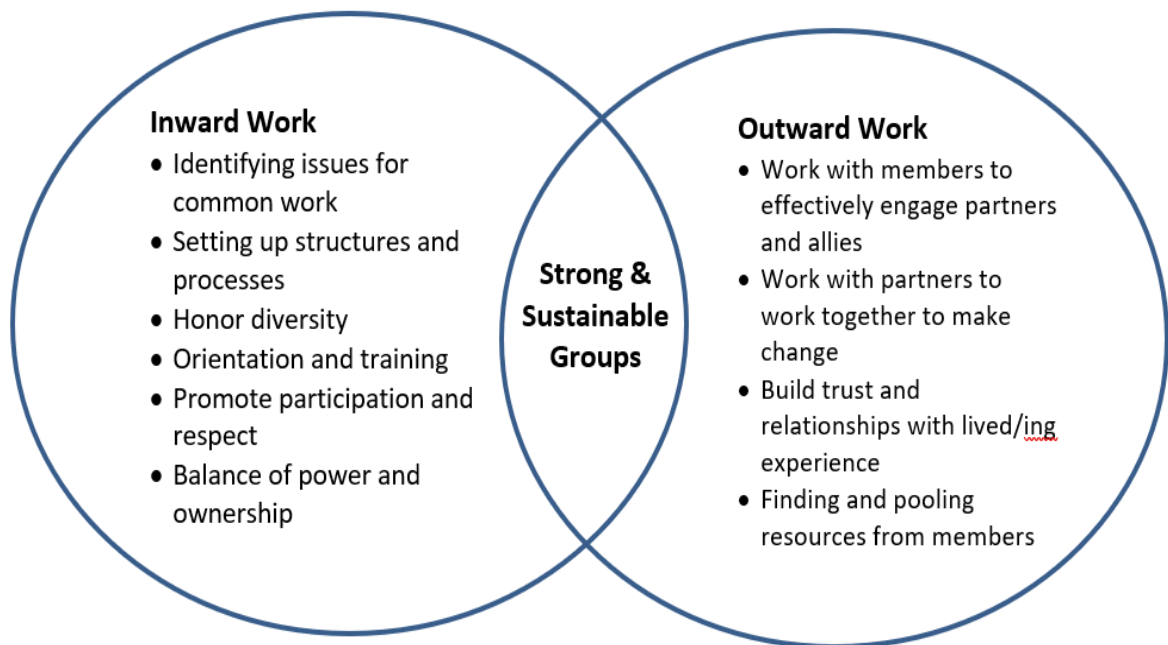 Inward Work
• Identifying issues for
common work
• Setting up structures and
processes
• Honor diversity
• Orientation and training
• Promote participation and
respect
• Balance of power and
ownership
Strong &
Sustainable
Groups
Outward Work
• Work with members to
effectively engage partners
and allies
• Work with partners to
work together to make
change
• Build trust and
relationships with lived/ing
experience
• Finding and pooling
resources from members